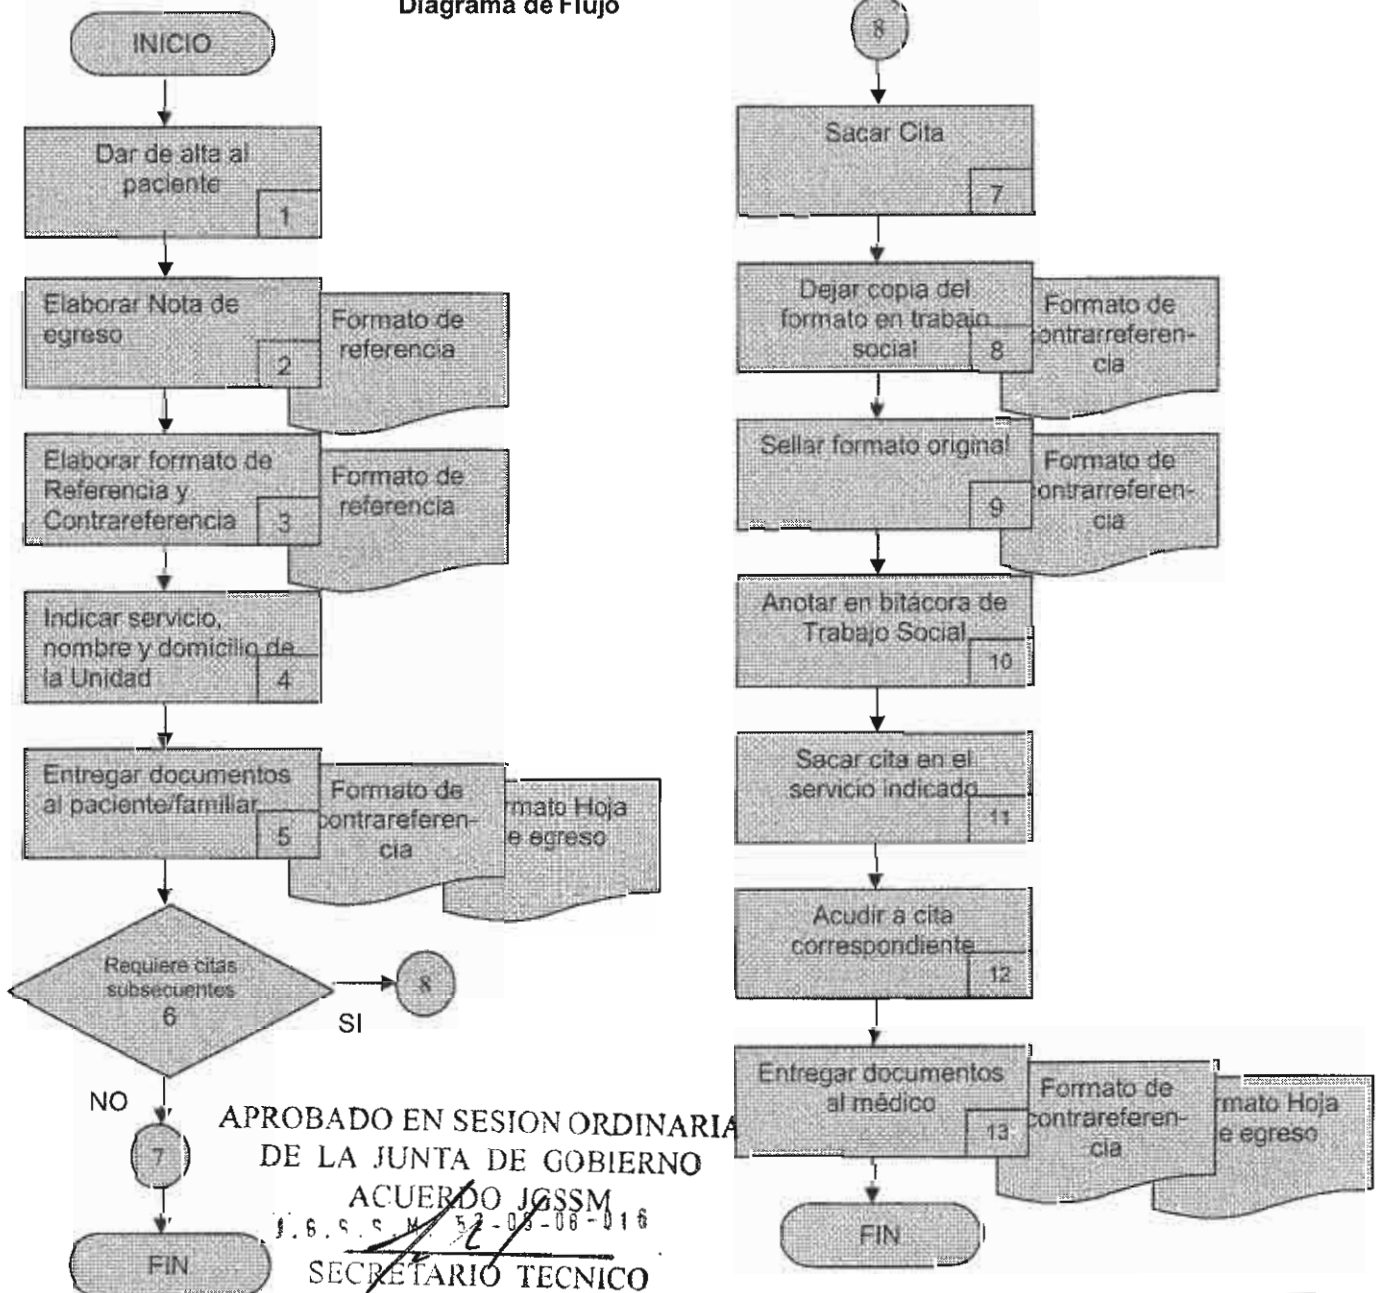 Diagrama de Flujo
INICIO
Dar de alta al
paciente
1
Elaborar Nota de
egreso
2
Formato de
referencia
Elaborar formato de
Referencia y
Contrareferencia
3
Formato de
referencia
Indicar servicio,
nombre y domicilio de
la Unidad
4
Entregar documentos
al paciente/familiar
5
Formato de
contrareferen-
cia
rmato Hoja
e egreso
Requiere citas
subsecuentes
6
SI
8
NO
7
FIN
8
Sacar Cita
7
Dejar copia del
formato en trabajo
social
8
Formato de
ontrarreferen-
cia
Sellar formato original
9
Formato de
ontrarreferen-
cia
Anotar en bitácora de
Trabajo Social
10
Sacar cita en el
servicio indicado
11
Acudir a cita
correspondiente
12
Entregar documentos
al médico
13
Formato de
contrareferen-
cia
rmato Hoja
e egreso
FIN
APROBADO EN SESION ORDINARIA
DE LA JUNTA DE GOBIERNO
ACUERDO JGSSM
SECRETARIO TECNICO